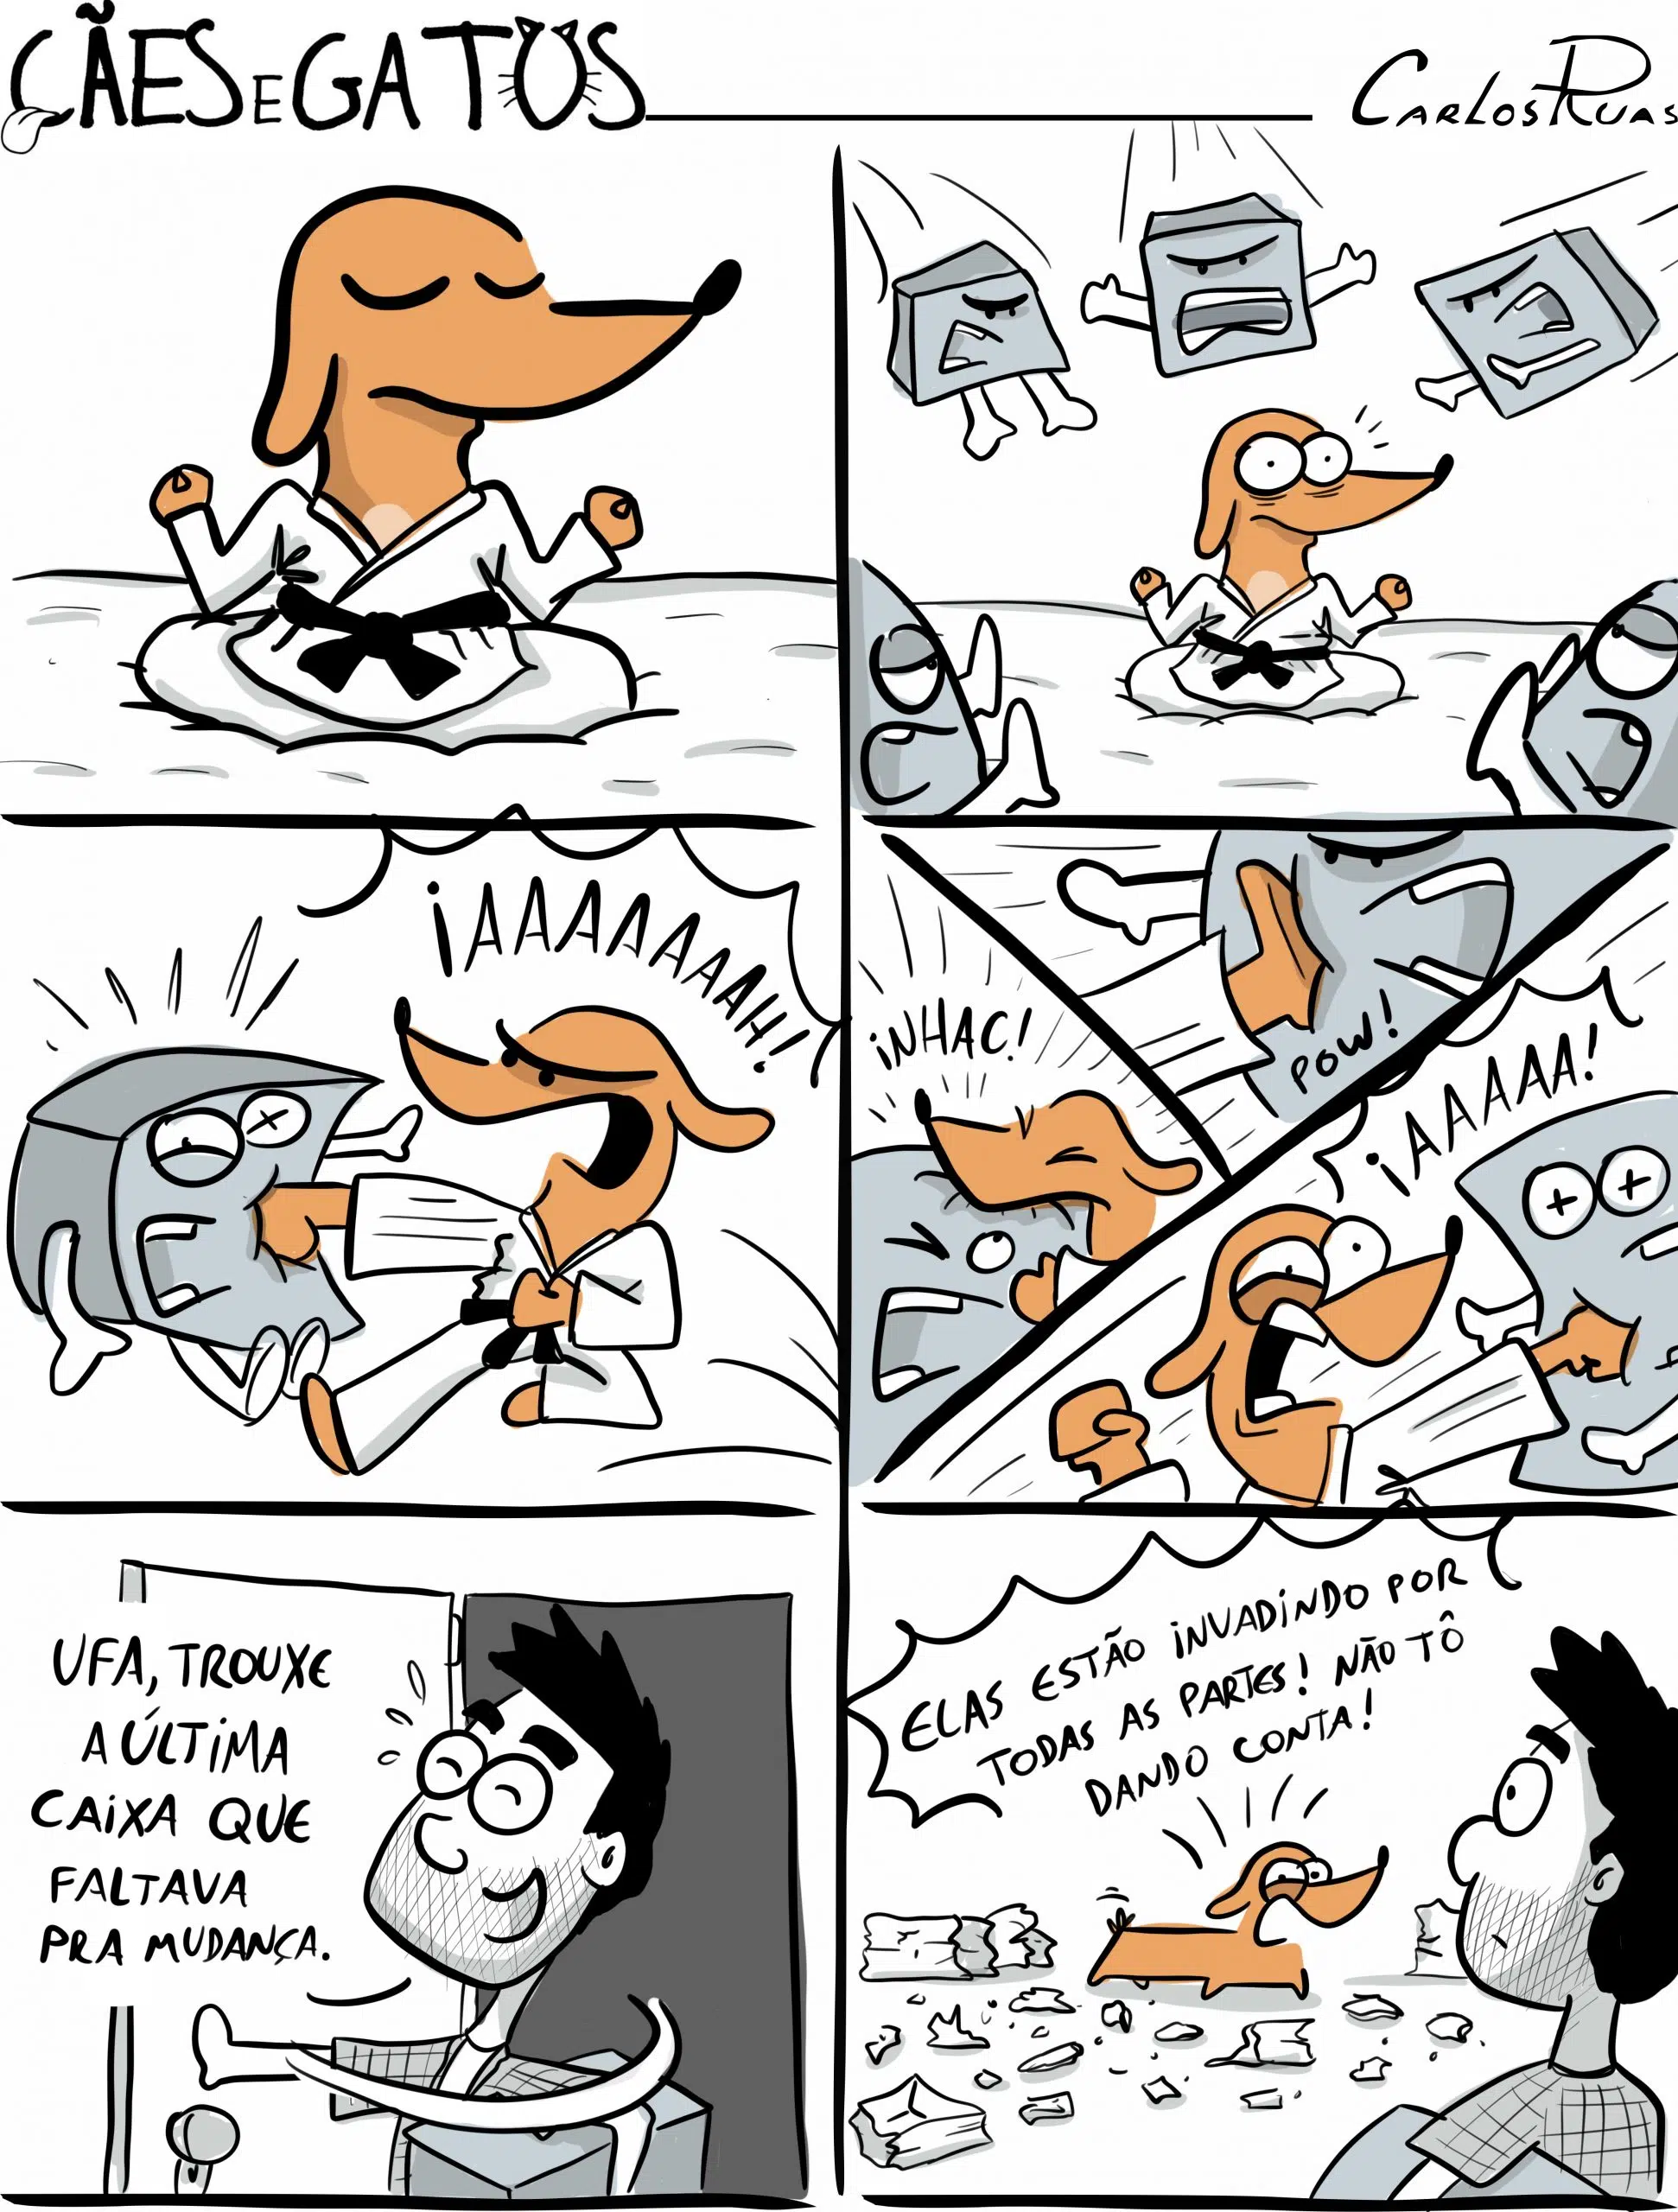 CÃES E GATOS
CARLOS RUAS
¡AAAAAAAH!
¡NHAC!
POW!
¡AAAAA!
UFA, TROUXE
A ÚLTIMA
CAIXA QUE
FALTAVA
PRA MUDANÇA.
ELAS ESTÃO INVADINDO POR
TODAS AS PARTES! NÃO TÔ
DANDO CONTA!